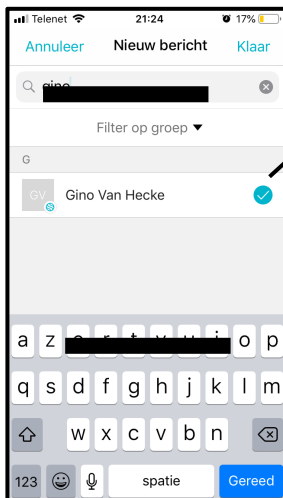 Telenet 21:24 17%
Annuleer Nieuw bericht Klaar
gino
Filter op groep ▼
G
GV Gino Van Hecke
a z o p
q s d f g h j k l m
w x c v b n
123 spatie Gereed